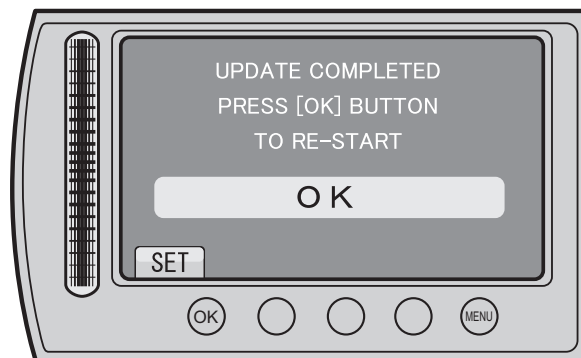 UPDATE COMPLETED
PRESS [OK] BUTTON
TO RE-START
OK
SET
OK MENU